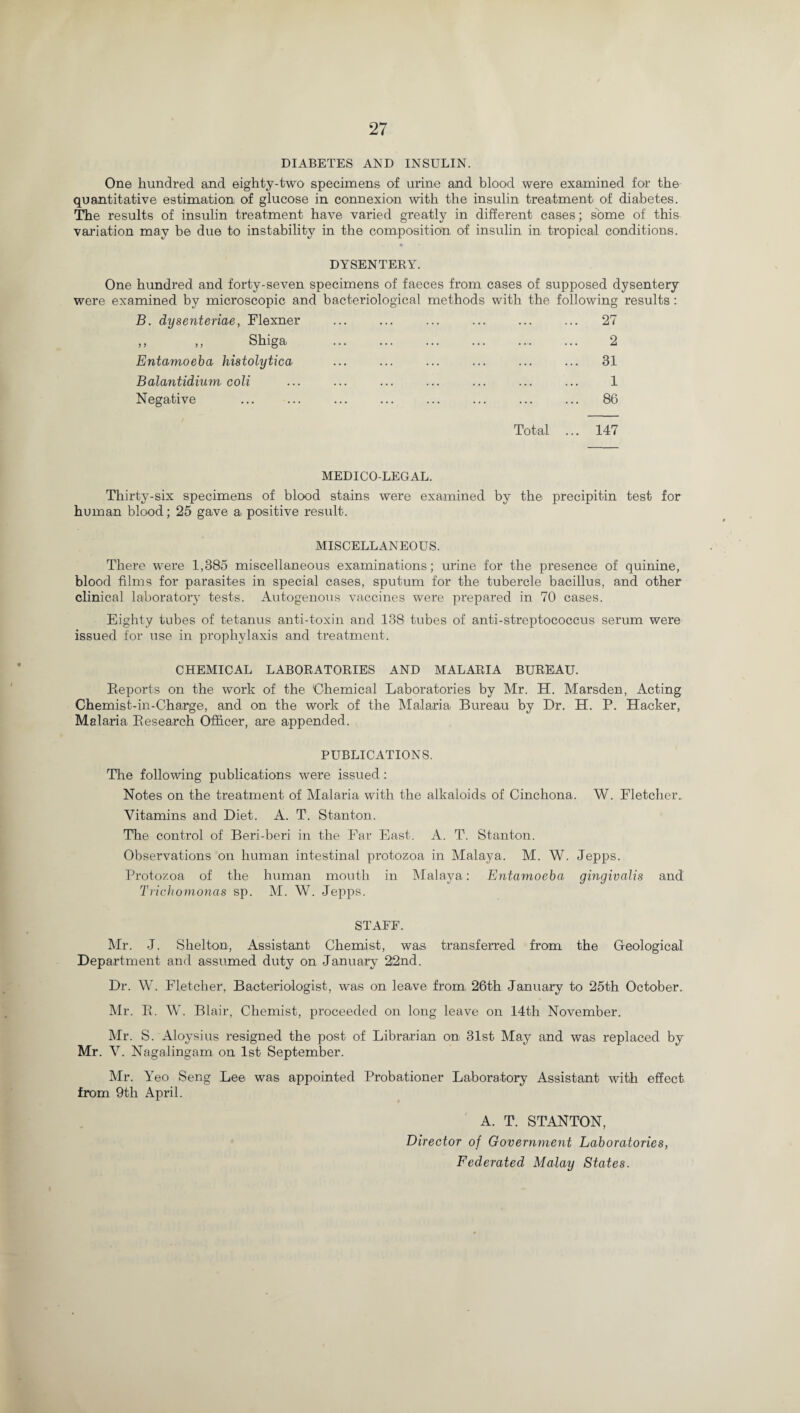 27
DIABETES AND INSULIN.
One hundred and eighty-two specimens of urine and blood were examined for the
quantitative estimation of glucose in connexion with the insulin treatment of diabetes.
The results of insulin treatment have varied greatly in different cases; some of this
variation may be due to instability in the composition of insulin in tropical conditions.
DYSENTERY.
One hundred and forty-seven specimens of faeces from cases of supposed dysentery
were examined by microscopic and bacteriological methods with the following results:
B. dysenteriae, Flexner ... ... ... ... ... ... 27
,, ,, Shiga ... ... ... ... ... ... 2
Entamoeba histolytica ... ... ... ... ... ... 31
Balantidium coli ... ... ... ... ... ... ... 1
Negative ... ... ... ... ... ... ... ... 86
Total ... 147
MEDICO-LEGAL.
Thirty-six specimens of blood stains were examined by the precipitin test for
human blood; 25 gave a positive result.
MISCELLANEOUS.
There were 1,385 miscellaneous examinations; urine for the presence of quinine,
blood films for parasites in special cases, sputum for the tubercle bacillus, and other
clinical laboratory tests. Autogenous vaccines were prepared in 70 cases.
Eighty tubes of tetanus anti-toxin and 138 tubes of anti-streptococcus serum were
issued for use in prophylaxis and treatment.
CHEMICAL LABORATORIES AND MALARIA BUREAU.
Reports on the work of the Chemical Laboratories by Mr. H. Marsden, Acting
Chemist-in-Charge, and on the work of the Malaria Bureau by Dr. H. P. Hacker,
Malaria Research Officer, are appended.
PUBLICATIONS.
The following publications were issued:
Notes on the treatment of Malaria with the alkaloids of Cinchona. W. Fletcher.
Vitamins and Diet. A. T. Stanton.
The control of Beri-beri in the Far East. A. T. Stanton.
Observations on human intestinal protozoa in Malaya. M. W. Jepps.
Protozoa of the human mouth in Malaya: Entamoeba gingivalis and
Trichomonas sp. M. W. Jepps.
STAFF.
Mr. J. Shelton, Assistant Chemist, was transferred from the Geological
Department and assumed duty on January 22nd.
Dr. W. Fletcher, Bacteriologist, was on leave from 26th January to 25th October.
Mr. R. W. Blair, Chemist, proceeded on long leave on 14th November.
Mr. S. Aloysius resigned the post of Librarian on 31st May and was replaced by
Mr. V. Nagalingam on 1st September.
Mr. Yeo Seng Lee was appointed Probationer Laboratory Assistant with effect
from 9th April.
A. T. STANTON,
Director of Government Laboratories,
Federated Malay States.